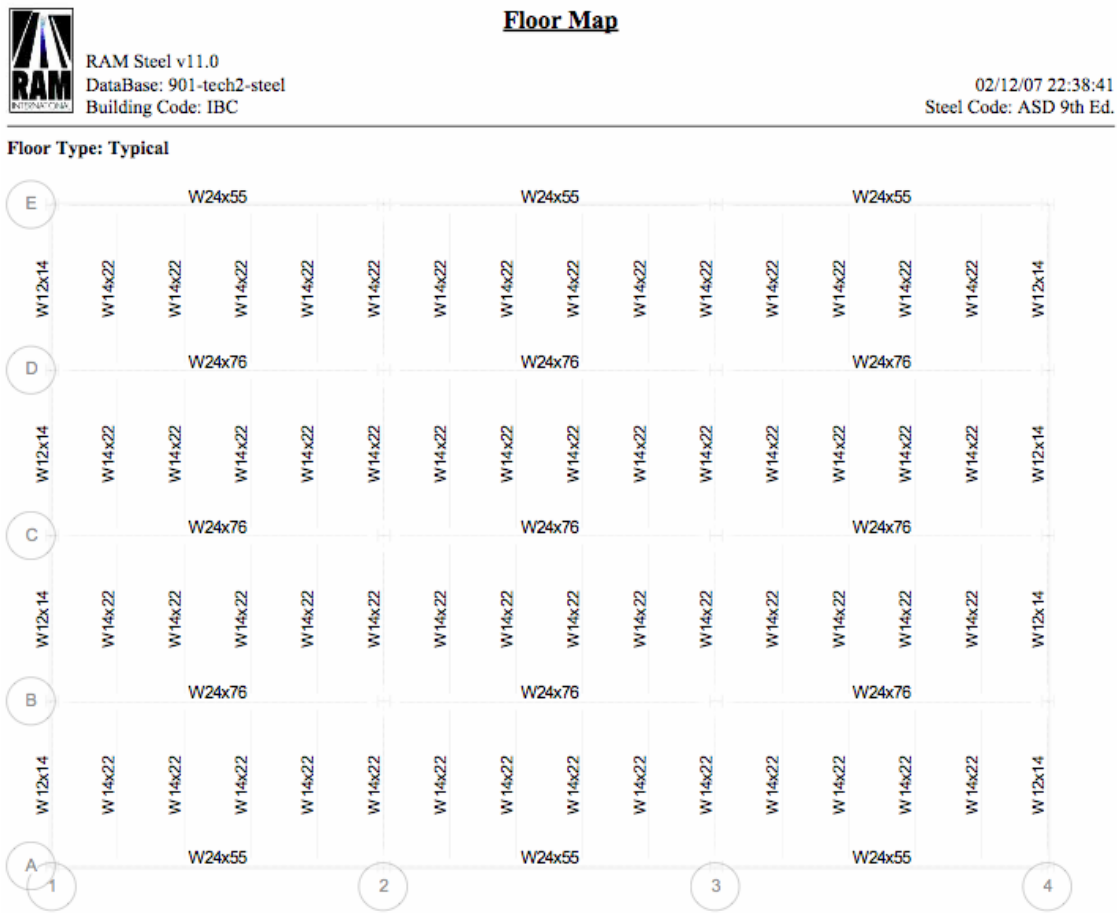 Floor Map
RAM
INTERNATIONAL
RAM Steel v11.0
DataBase: 901-tech2-steel
Building Code: IBC
02/12/07 22:38:41
Steel Code: ASD 9th Ed.
Floor Type: Typical
E
W24x55 W24x55 W24x55
W12x14 W14x22 W14x22 W14x22 W14x22 W14x22 W14x22 W14x22 W14x22 W14x22 W14x22 W14x22 W14x22 W14x22 W14x22 W12x14
D
W24x76 W24x76 W24x76
W12x14 W14x22 W14x22 W14x22 W14x22 W14x22 W14x22 W14x22 W14x22 W14x22 W14x22 W14x22 W14x22 W14x22 W14x22 W12x14
C
W24x76 W24x76 W24x76
W12x14 W14x22 W14x22 W14x22 W14x22 W14x22 W14x22 W14x22 W14x22 W14x22 W14x22 W14x22 W14x22 W14x22 W14x22 W12x14
B
W24x76 W24x76 W24x76
W12x14 W14x22 W14x22 W14x22 W14x22 W14x22 W14x22 W14x22 W14x22 W14x22 W14x22 W14x22 W14x22 W14x22 W14x22 W12x14
A
W24x55 W24x55 W24x55
1 2 3 4